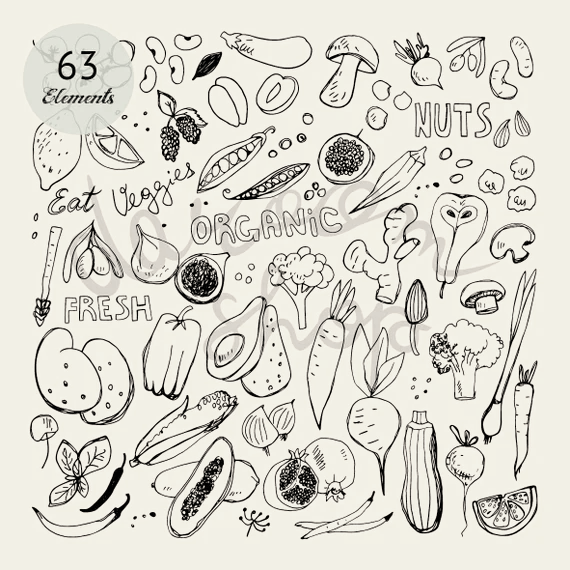 63
Elements
NUTS
Eat Veggies
ORGANiC
FRESH